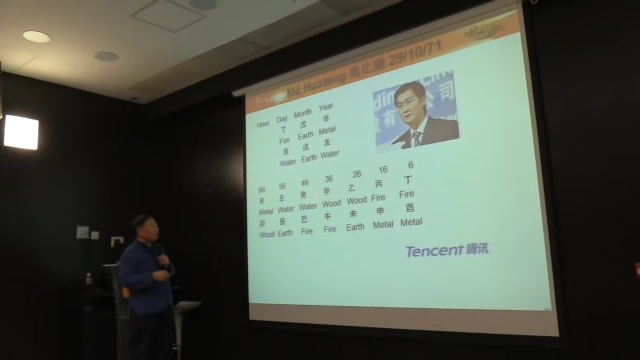 Ma Huateng 馬化騰 29/10/71
Hour Day Month Year
丁 戊 辛
Fire Earth Metal
亥 戌 亥
Water Earth Water
66 56 46 36 26 16 6
辛 壬 癸 甲 乙 丙 丁
Metal Water Water Wood Wood Fire Fire
卯 辰 巳 午 未 申 酉
Wood Earth Fire Fire Earth Metal Metal
Tencent 腾讯